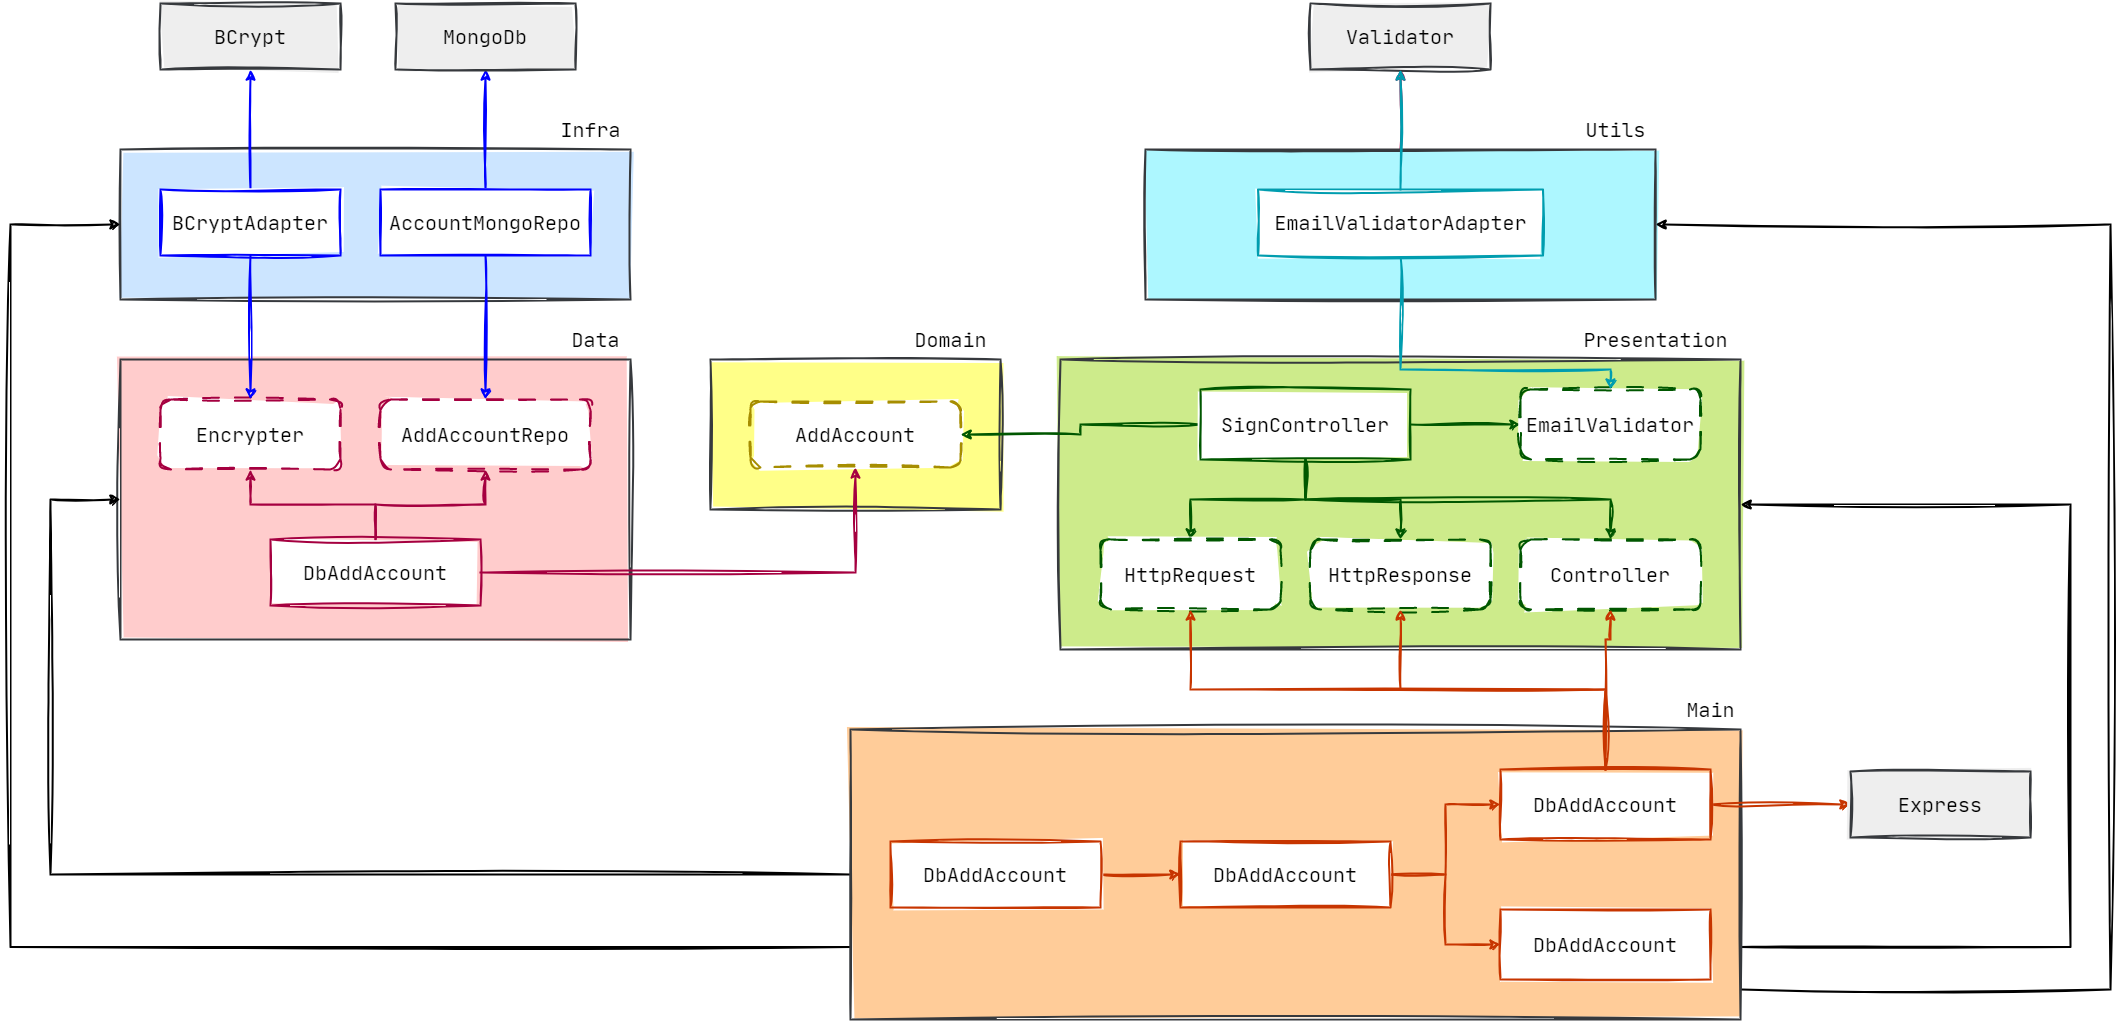 BCrypt
MongoDb
Validator
Infra
Utils
BCryptAdapter
AccountMongoRepo
EmailValidatorAdapter
Data
Domain
Presentation
Encrypter
AddAccountRepo
AddAccount
SignController
EmailValidator
DbAddAccount
HttpRequest
HttpResponse
Controller
Main
DbAddAccount
Express
DbAddAccount
DbAddAccount
DbAddAccount